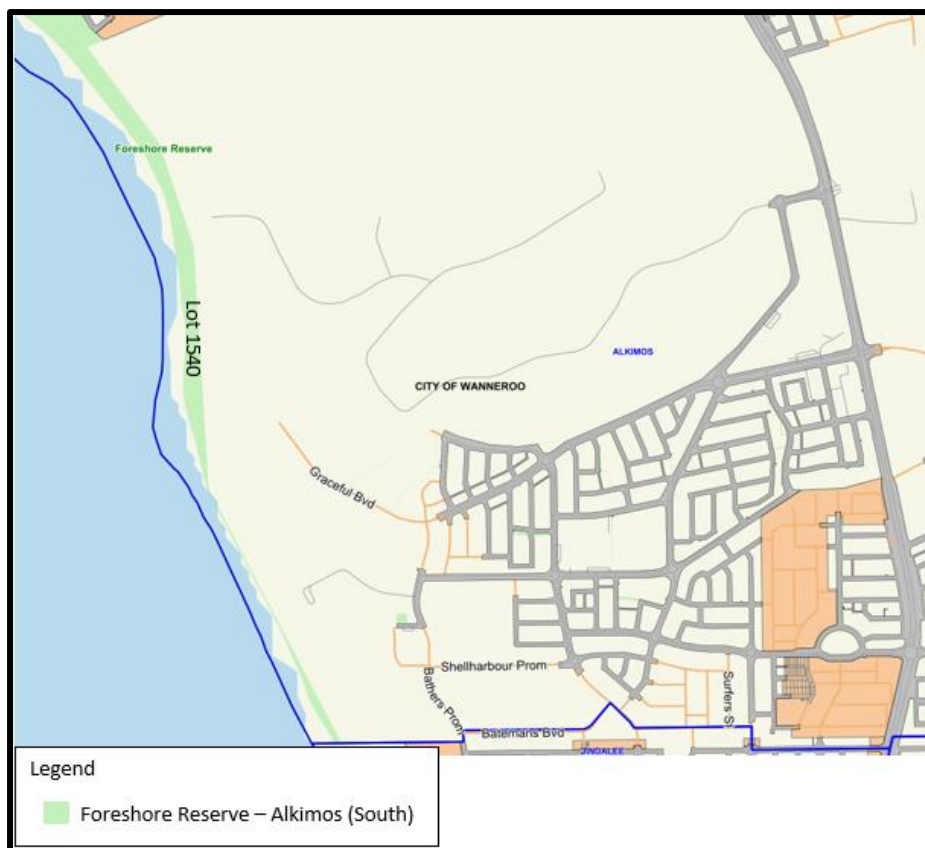 Foreshore Reserve
Lot 1540
ALKIMOS
CITY OF WANNEROO
Graceful Bvd
Shellharbour Prom
Bathers Prom
Surfers St
Batemans Bvd
JINDALEE
Legend
Foreshore Reserve – Alkimos (South)